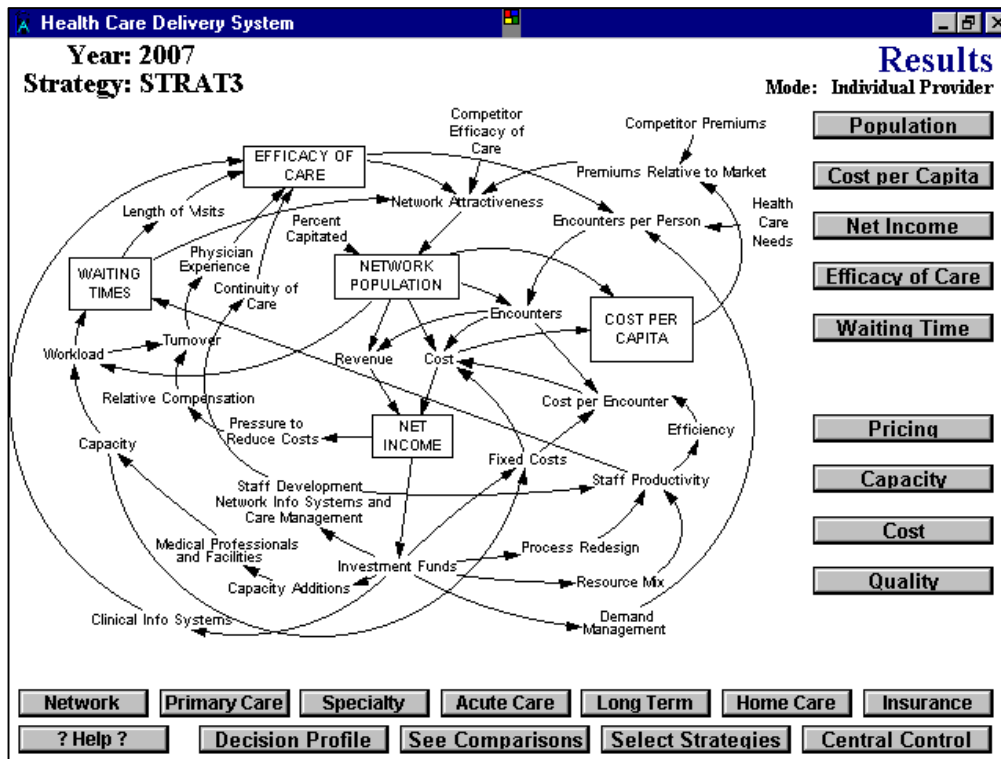 Health Care Delivery System
Year: 2007
Strategy: STRAT3
Results
Mode: Individual Provider
Competitor
Efficacy of
Care
Competitor Premiums
EFFICACY OF
CARE
Premiums Relative to Market
Length of Visits
Network Attractiveness
Percent
Capitated
Encounters per Person
Health
Care
Needs
Physician
Experience
WAITING
TIMES
Continuity of
Care
NETWORK
POPULATION
Encounters
COST PER
CAPITA
Workload
Turnover
Revenue
Cost
Relative Compensation
Cost per Encounter
Pressure to
Reduce Costs
NET
INCOME
Efficiency
Capacity
Fixed Costs
Staff Productivity
Staff Development
Network Info Systems and
Care Management
Medical Professionals
and Facilities
Process Redesign
Investment Funds
Capacity Additions
Resource Mix
Clinical Info Systems
Demand
Management
Population
Cost per Capita
Net Income
Efficacy of Care
Waiting Time
Pricing
Capacity
Cost
Quality
Network
Primary Care
Specialty
Acute Care
Long Term
Home Care
Insurance
? Help ?
Decision Profile
See Comparisons
Select Strategies
Central Control